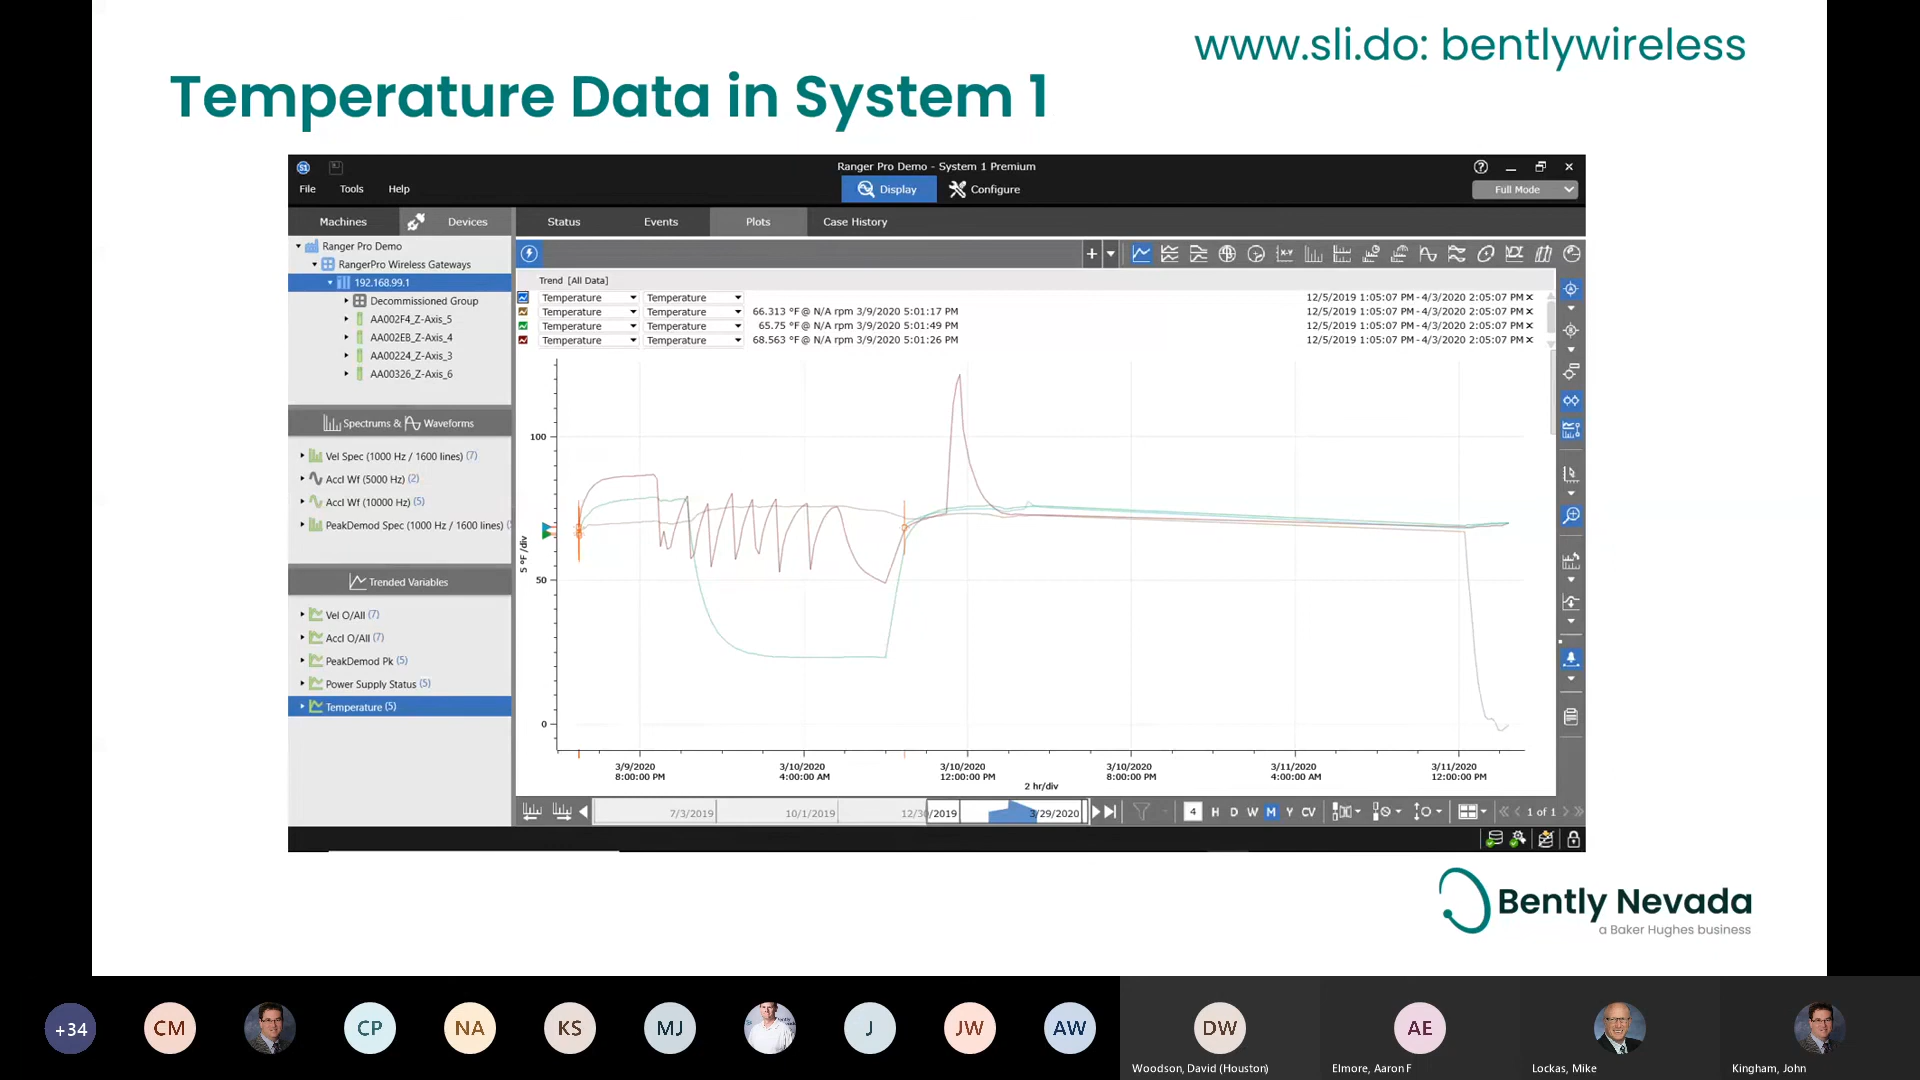 www.sli.do: bentlywireless
Temperature Data in System 1
S1
Ranger Pro Demo - System 1 Premium
File Tools Help
Display Configure
Full Mode
Machines Devices
Status Events Plots Case History
Ranger Pro Demo
RangerPro Wireless Gateways
192.168.99.1
Decommissioned Group
AA002F4_Z-Axis_5
AA002EB_Z-Axis_4
AA00224_Z-Axis_3
AA00326_Z-Axis_6
Spectrums & Waveforms
Vel Spec (1000 Hz / 1600 lines) (7)
Accl Wf (5000 Hz) (2)
Accl Wf (10000 Hz) (5)
PeakDemod Spec (1000 Hz / 1600 lines)
Trended Variables
Vel O/All (7)
Accl O/All (7)
PeakDemod Pk (5)
Power Supply Status (5)
Temperature (5)
Trend [All Data]
Temperature Temperature 12/5/2019 1:05:07 PM - 4/3/2020 2:05:07 PM
Temperature Temperature 66.313 °F @ N/A rpm 3/9/2020 5:01:17 PM 12/5/2019 1:05:07 PM - 4/3/2020 2:05:07 PM
Temperature Temperature 65.75 °F @ N/A rpm 3/9/2020 5:01:49 PM 12/5/2019 1:05:07 PM - 4/3/2020 2:05:07 PM
Temperature Temperature 68.563 °F @ N/A rpm 3/9/2020 5:01:26 PM 12/5/2019 1:05:07 PM - 4/3/2020 2:05:07 PM
100
50
0
5 °F /div
3/9/2020 3/10/2020 3/10/2020 3/10/2020 3/11/2020 3/11/2020
8:00:00 PM 4:00:00 AM 12:00:00 PM 8:00:00 PM 4:00:00 AM 12:00:00 PM
2 hr/div
7/3/2019 10/1/2019 12/30/2019 3/29/2020
4 H D W M Y CV
1 of 1
Bently Nevada
a Baker Hughes business
+34 CM CP NA KS MJ J JW AW DW AE
Woodson, David (Houston) Elmore, Aaron F Lockas, Mike Kingham, John